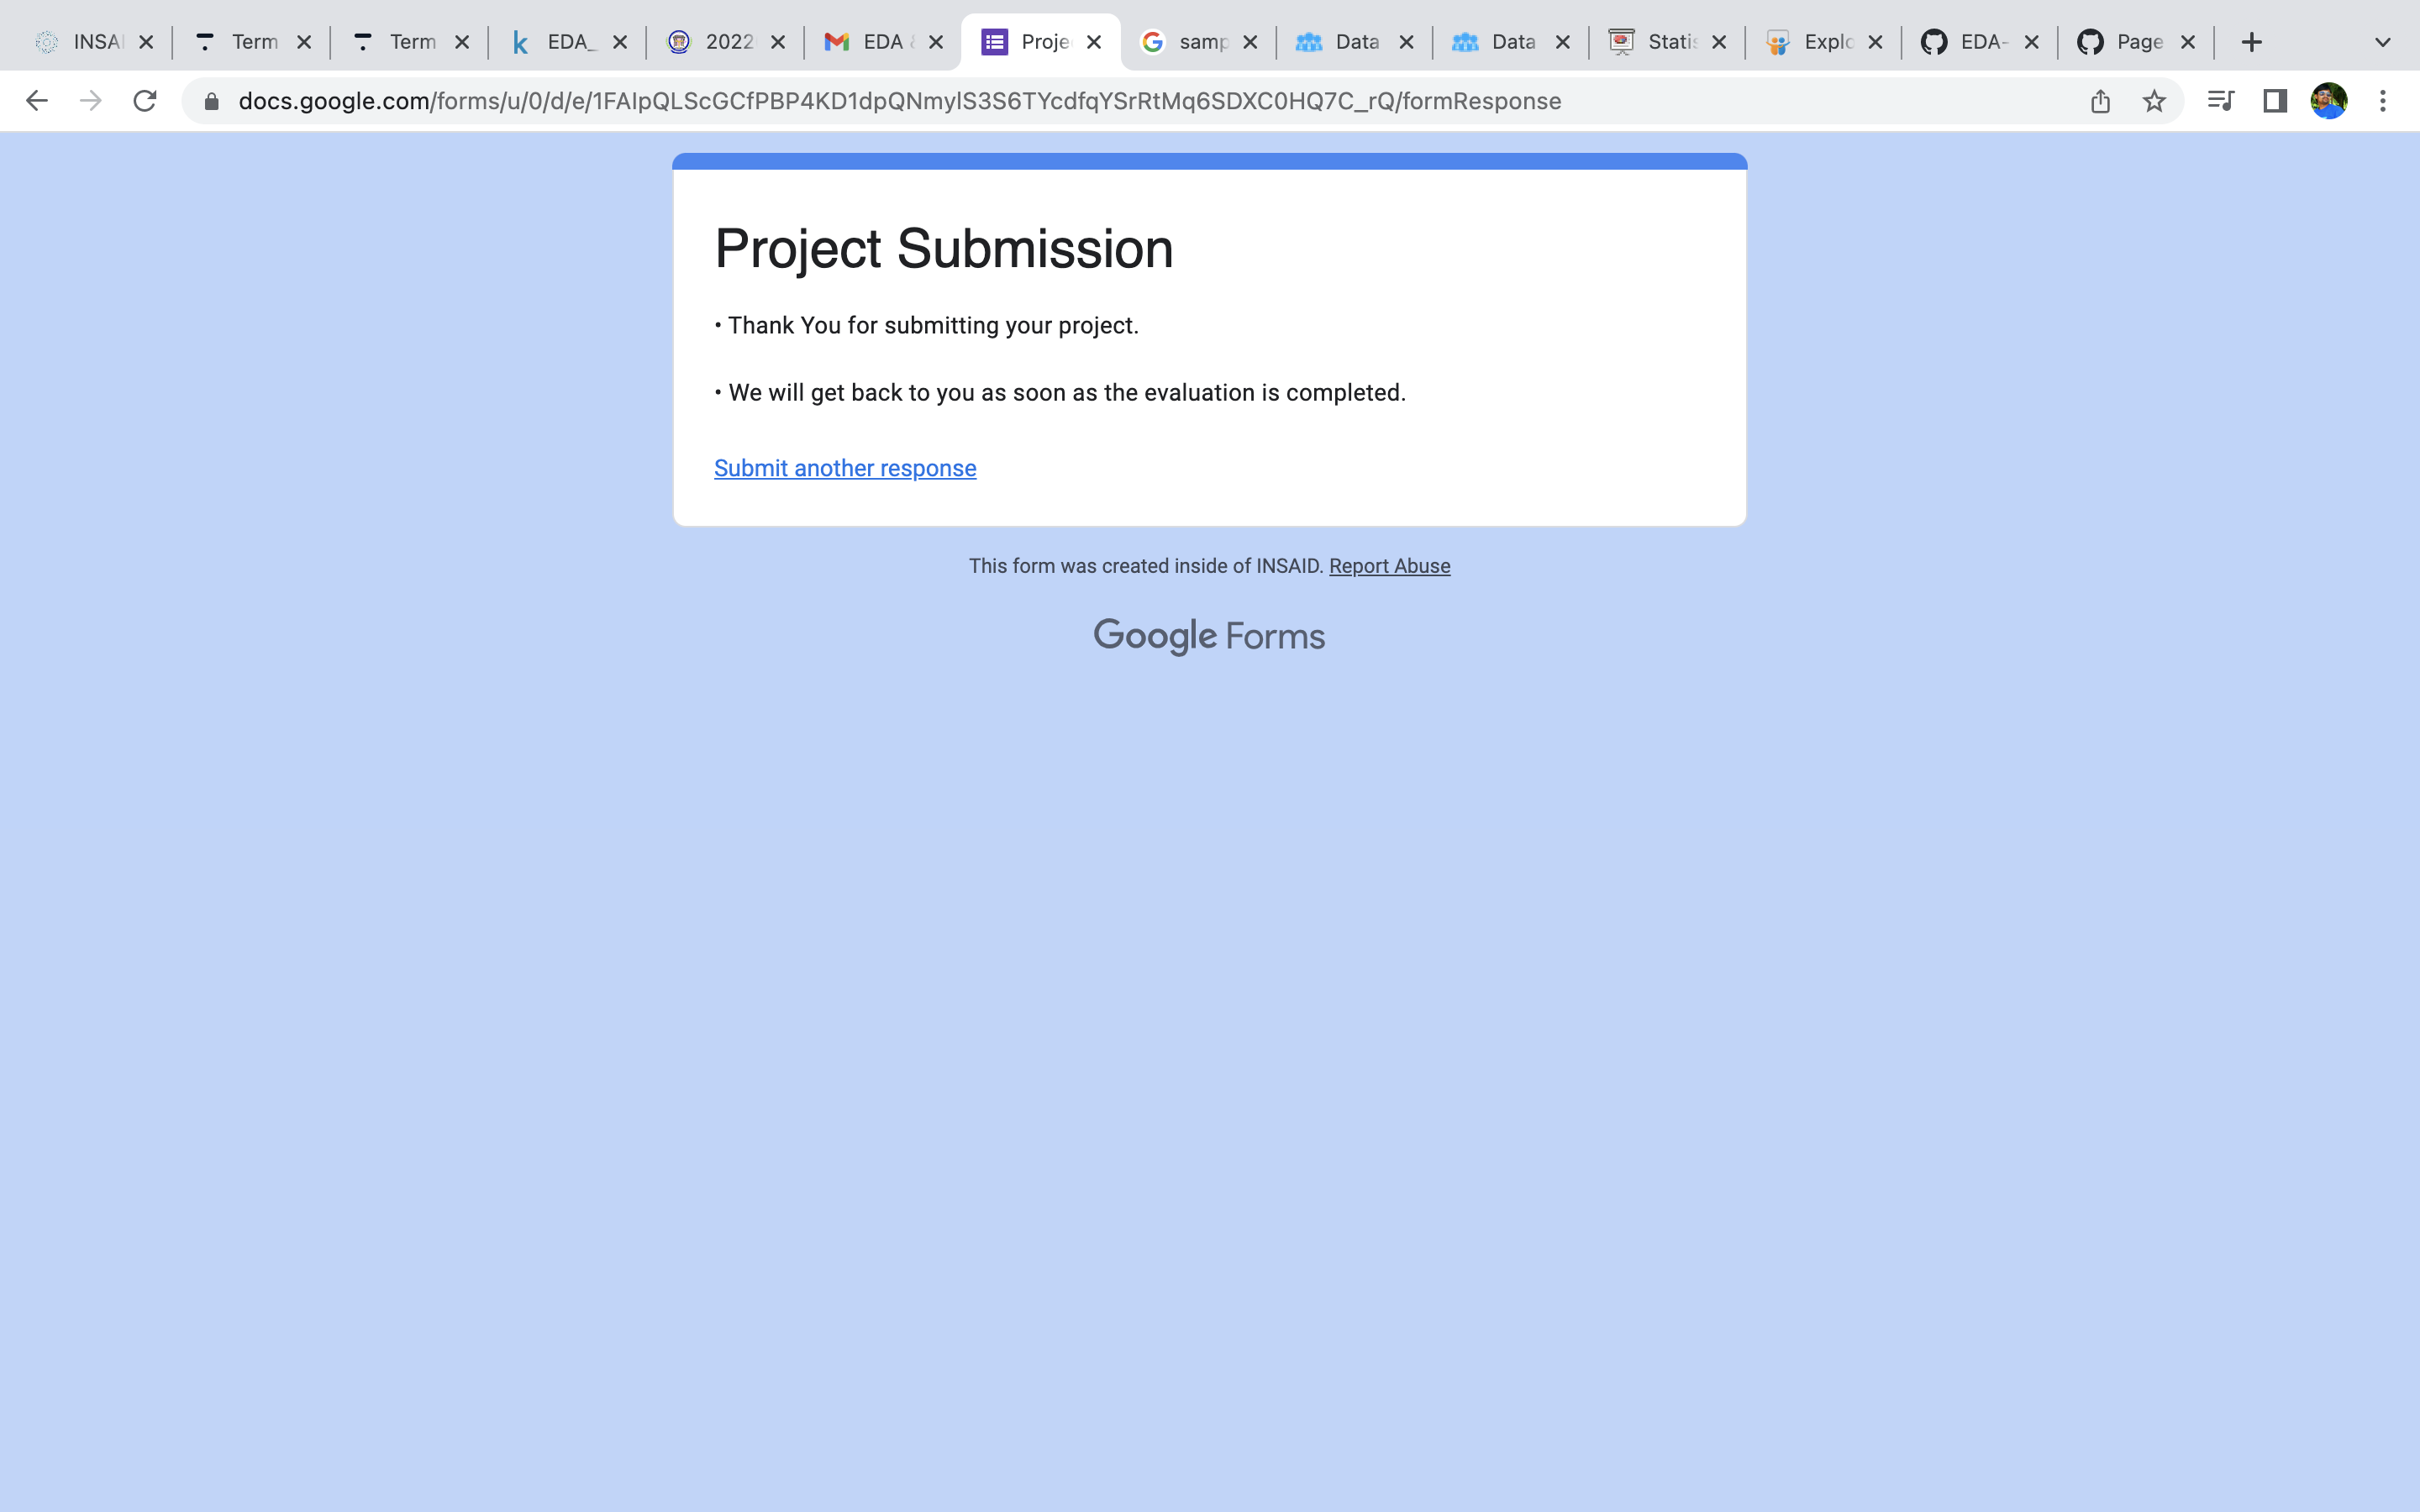 INSAI
Term
Term
EDA_
2022
EDA &
Proje
samp
Data
Data
Statis
Explo
EDA-
Page
docs.google.com/forms/u/0/d/e/1FAIpQLScGCfPBP4KD1dpQNmylS3S6TYcdfqYSrRtMq6SDXC0HQ7C_rQ/formResponse
Project Submission
• Thank You for submitting your project.
• We will get back to you as soon as the evaluation is completed.
Submit another response
This form was created inside of INSAID. Report Abuse
Google Forms